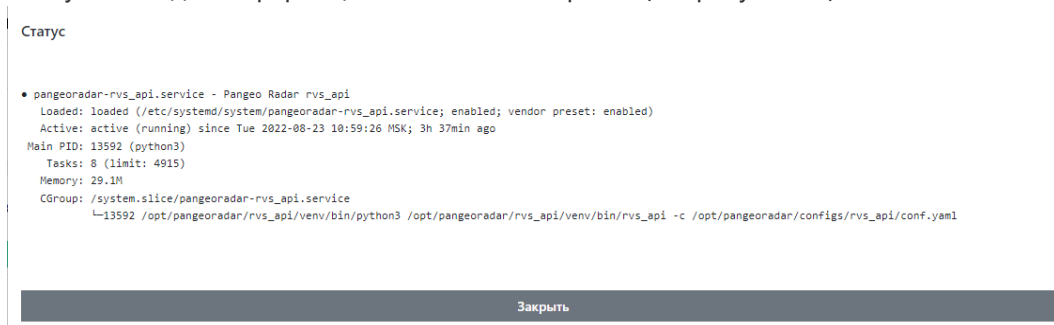 Статус
● pangeoradar-rvs_api.service - Pangeo Radar rvs_api
Loaded: loaded (/etc/systemd/system/pangeoradar-rvs_api.service; enabled; vendor preset: enabled)
Active: active (running) since Tue 2022-08-23 10:59:26 MSK; 3h 37min ago
Main PID: 13592 (python3)
Tasks: 8 (limit: 4915)
Memory: 29.1M
CGroup: /system.slice/pangeoradar-rvs_api.service
└─13592 /opt/pangeoradar/rvs_api/venv/bin/python3 /opt/pangeoradar/rvs_api/venv/bin/rvs_api -c /opt/pangeoradar/configs/rvs_api/conf.yaml
Закрыть